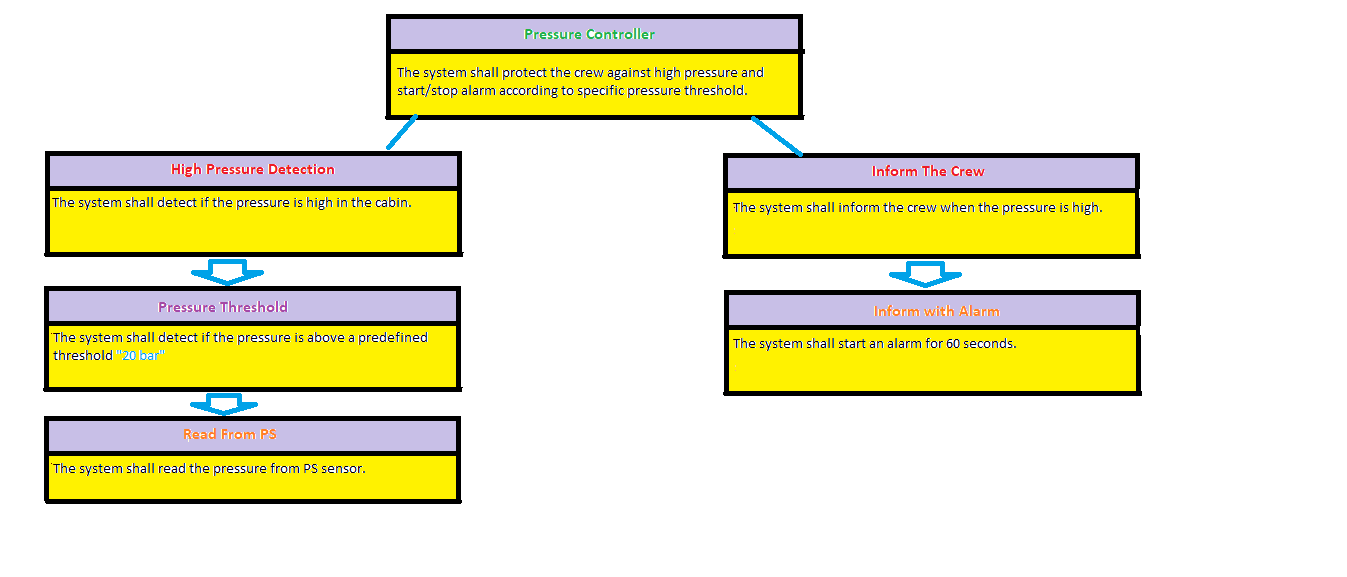 Pressure Controller
The system shall protect the crew against high pressure and
start/stop alarm according to specific pressure threshold.
High Pressure Detection
The system shall detect if the pressure is high in the cabin.
Inform The Crew
The system shall inform the crew when the pressure is high.
Pressure Threshold
The system shall detect if the pressure is above a predefined
threshold "20 bar"
Inform with Alarm
The system shall start an alarm for 60 seconds.
Read From PS
The system shall read the pressure from PS sensor.